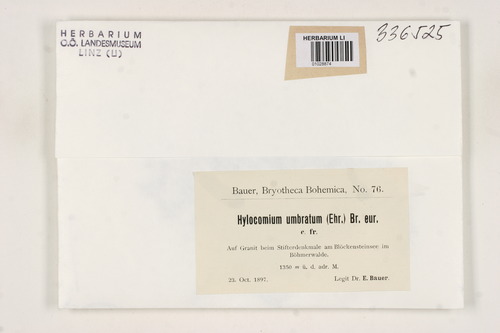 HERBARIUM
O.Ö. LANDESMUSEUM
LINZ (LI)
HERBARIUM LI
336525
Bauer, Bryotheca Bohemica, No. 76.
Hylocomium umbratum (Ehr.) Br. eur.
c. fr.
Auf Granit beim Stifterdenkmale am Blöckensteinsee im
Böhmerwalde.
1350 m ü. d. adr. M.
Legit Dr. E. Bauer.
Oct. 1897.